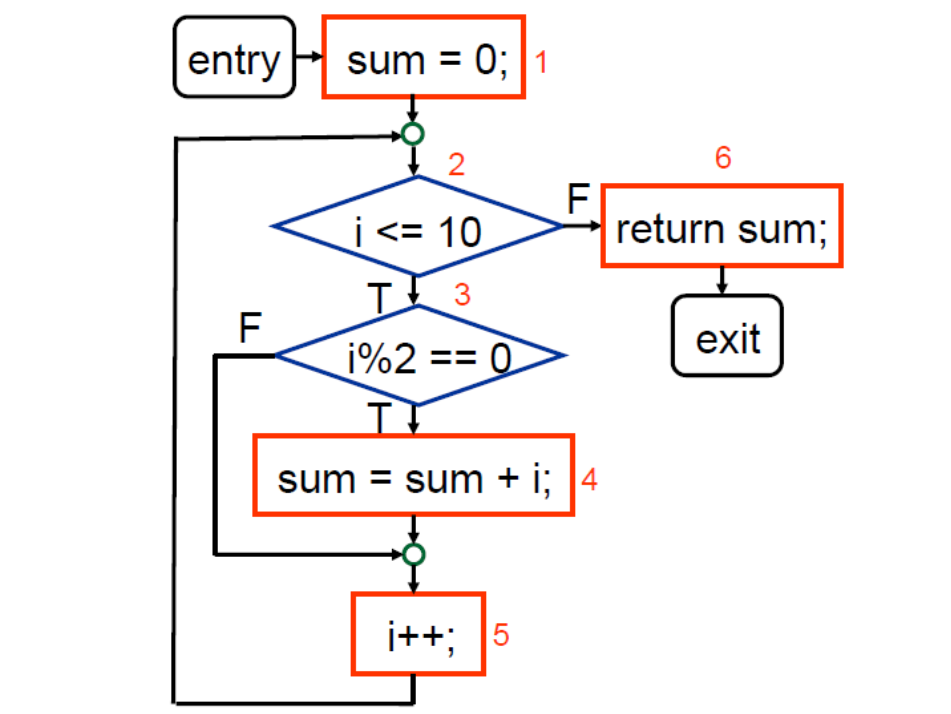 entry
sum = 0;
1
2
i <= 10
F
6
return sum;
exit
T
3
i%2 == 0
F
T
sum = sum + i;
4
i++;
5